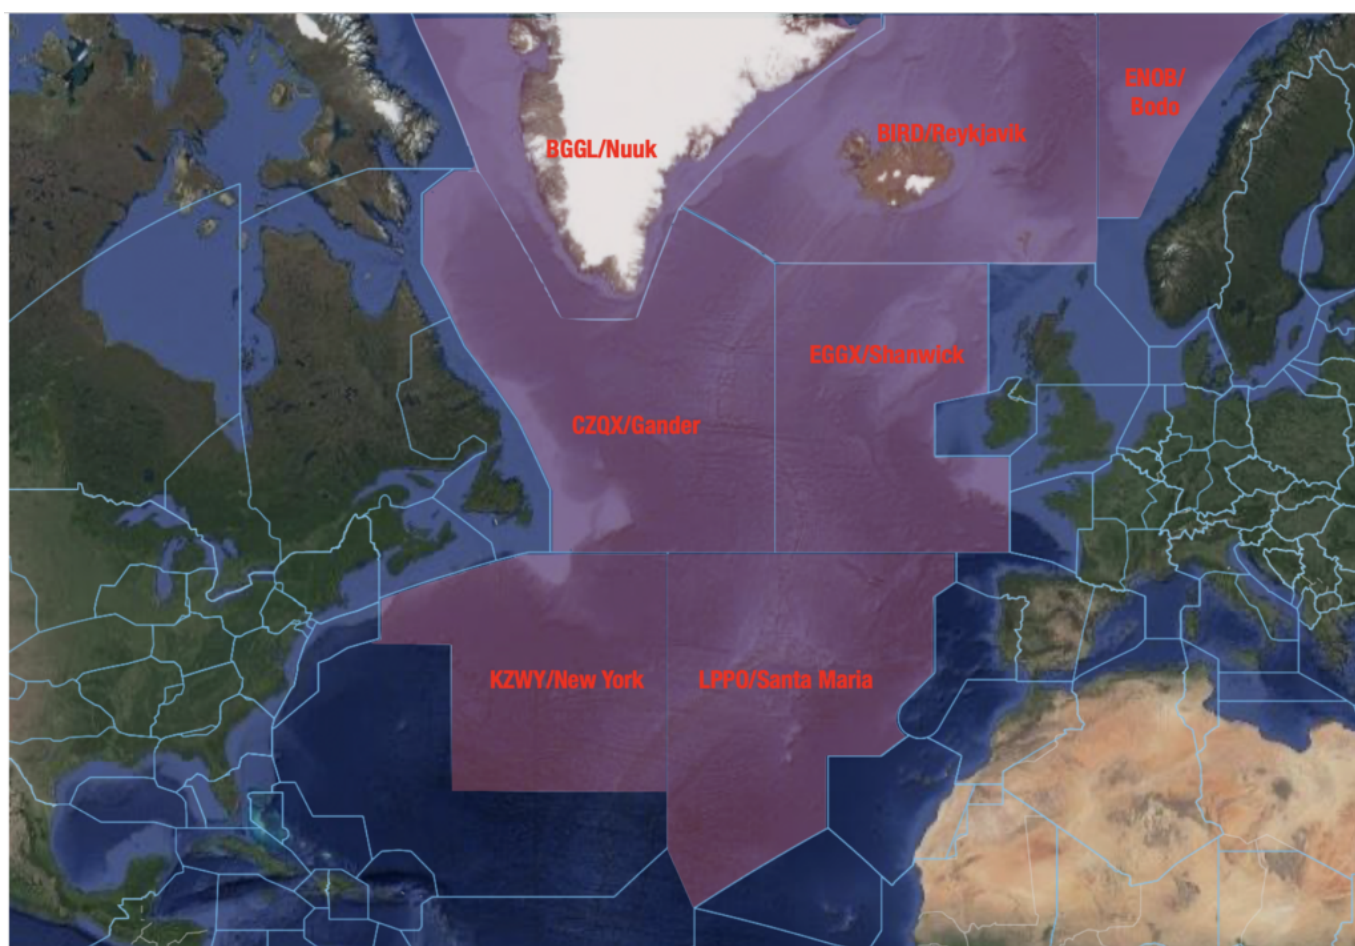 ENOB/
Bodo
BIRD/Reykjavik
BGGL/Nuuk
EGGX/Shanwick
CZQX/Gander
KZWY/New York
LPPO/Santa Maria